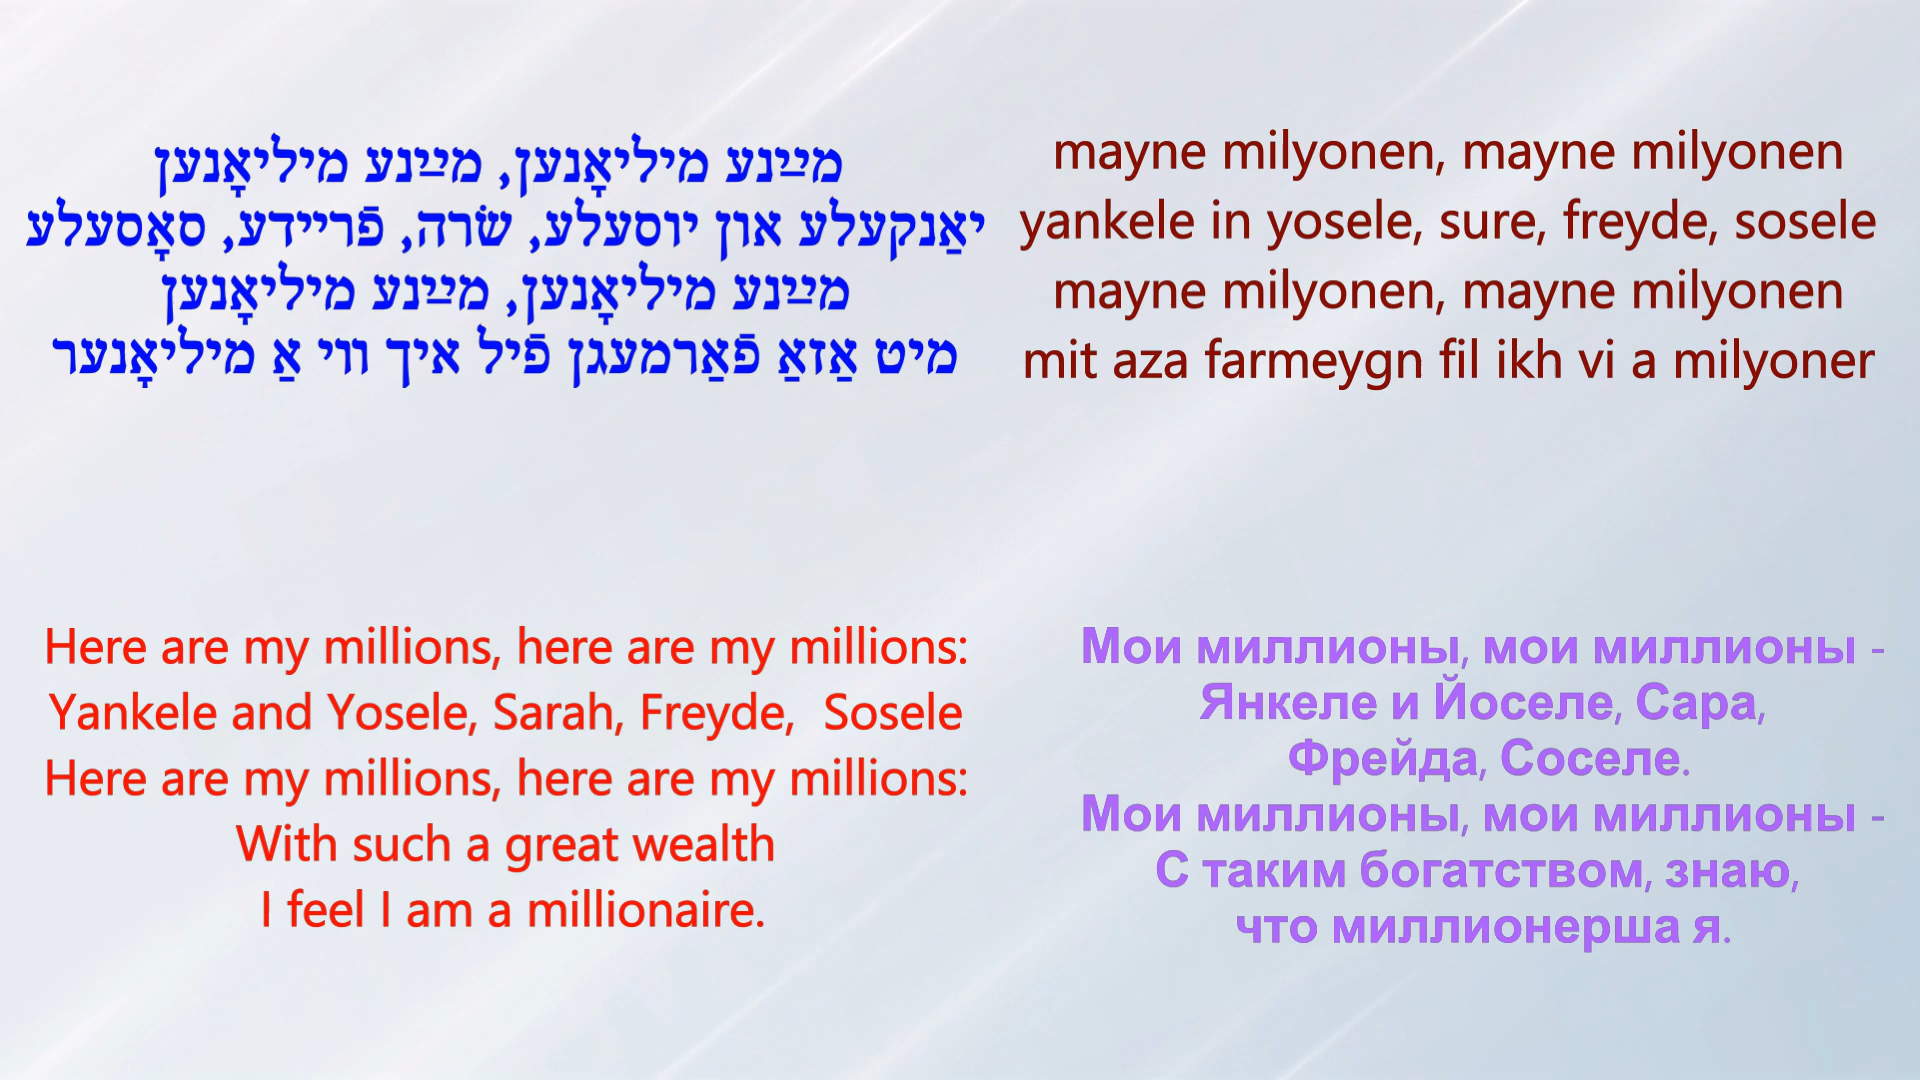 מײַנע מיליאָנען, מײַנע מיליאָנען
יאַנקעלע און יוסעלע, שׂרה, פֿריידע, סאָסעלע
מײַנע מיליאָנען, מײַנע מיליאָנען
מיט אַזאַ פֿאַרמעגן פֿיל איך ווי אַ מיליאָנער
mayne milyonen, mayne milyonen
yankele in yosele, sure, freyde, sosele
mayne milyonen, mayne milyonen
mit aza farmeygn fil ikh vi a milyoner
Here are my millions, here are my millions:
Yankele and Yosele, Sarah, Freyde,  Sosele
Here are my millions, here are my millions:
With such a great wealth
I feel I am a millionaire.
Мои миллионы, мои миллионы -
Янкеле и Йоселе, Сара,
Фрейда, Соселе.
Мои миллионы, мои миллионы -
С таким богатством, знаю,
что миллионерша я.